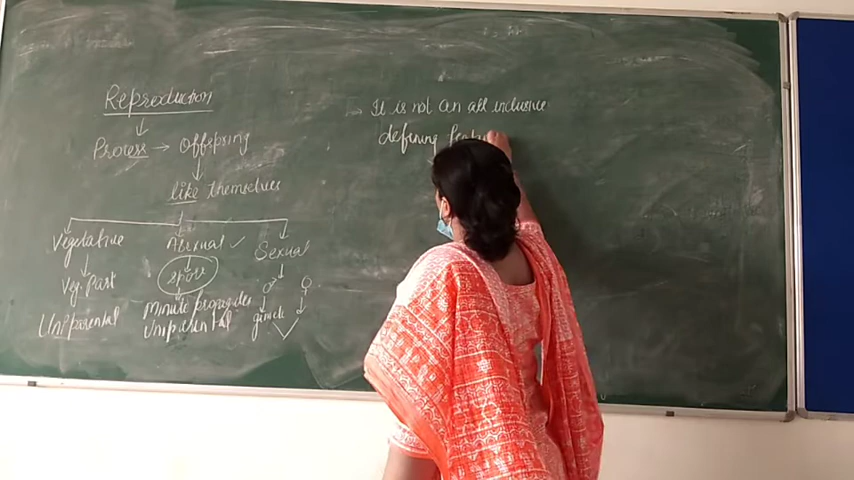 Reproduction
Process → Offspring
like themselves
Vegetative Asexual ✓ Sexual
Veg. Part spore ♂ ♀
Uniparental Minute propagules gamete
Uniparental
It is not an all inclusive
defining